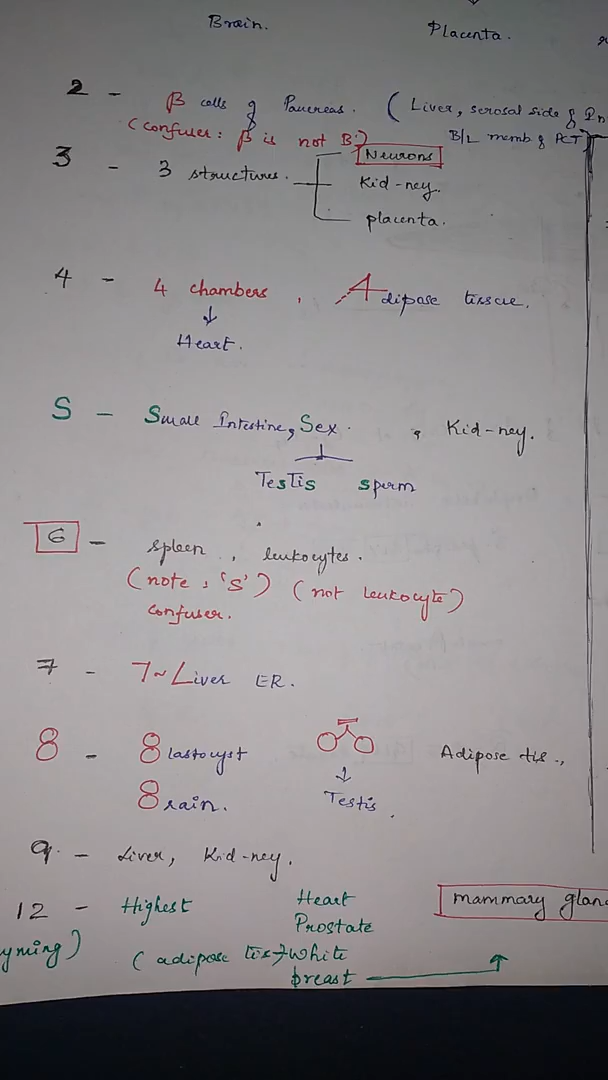 Brain. Placenta.
2 - β cells of Pancreas. (Liver, serosal side of In
(confuser: β is not B!) B/L memb of PCT
3 - 3 structures. Neurons
Kid-ney.
placenta.
4 - 4 chambers, Adipose tissue.
↓
Heart.
S - Small Intestine, Sex. , Kid-ney.
Testis sperm
6 - spleen, leukocytes.
(note, 'S') (not leukocyte)
confuser.
7 - 7~Liver ER.
8 - 8lastocyst Adipose tis.,
↓
8rain. Testis.
9 - Liver, Kid-ney.
12 - Highest Heart mammary gland
Prostate
yming) (adipose tis→white
breast